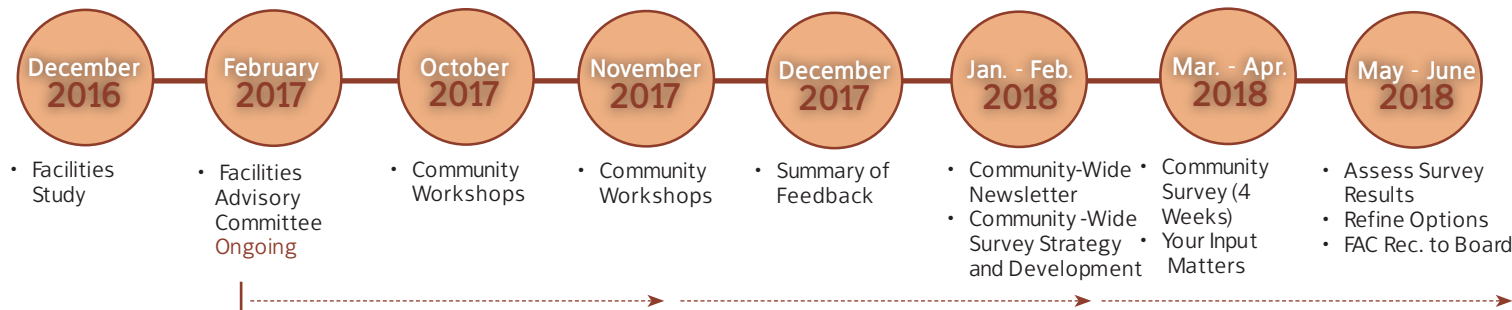 December
2016
• Facilities
Study
February
2017
• Facilities
Advisory
Committee
Ongoing
October
2017
• Community
Workshops
November
2017
• Community
Workshops
December
2017
• Summary of
Feedback
Jan. - Feb.
2018
• Community-Wide
Newsletter
• Community -Wide
Survey Strategy
and Development
Mar. - Apr.
2018
• Community
Survey (4
Weeks)
• Your Input
Matters
May - June
2018
• Assess Survey
Results
• Refine Options
• FAC Rec. to Board